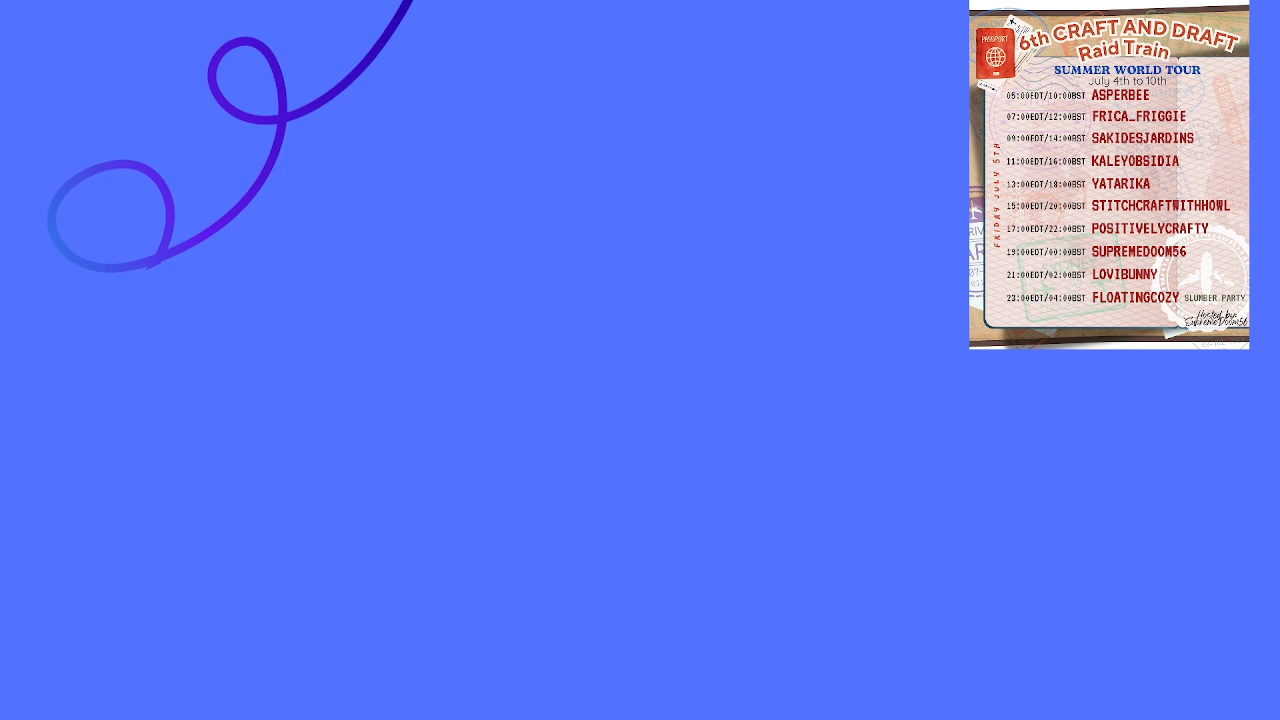 PASSPORT
6th CRAFT AND DRAFT
Raid Train
SUMMER WORLD TOUR
July 4th to 10th
FRIDAY JULY 5TH
05:00EDT/10:00BST ASPERBEE
07:00EDT/12:00BST FRICA_FRIGGIE
09:00EDT/14:00BST SAKIDESJARDINS
11:00EDT/16:00BST KALEYOBSIDIA
13:00EDT/18:00BST YATARIKA
15:00EDT/20:00BST STITCHCRAFTWITHHOWL
17:00EDT/22:00BST POSITIVELYCRAFTY
19:00EDT/00:00BST SUPREMEDOOM56
21:00EDT/02:00BST LOVIBUNNY
23:00EDT/04:00BST FLOATINGCOZY SLUMBER PARTY
Hosted by:
SupremeDoom56